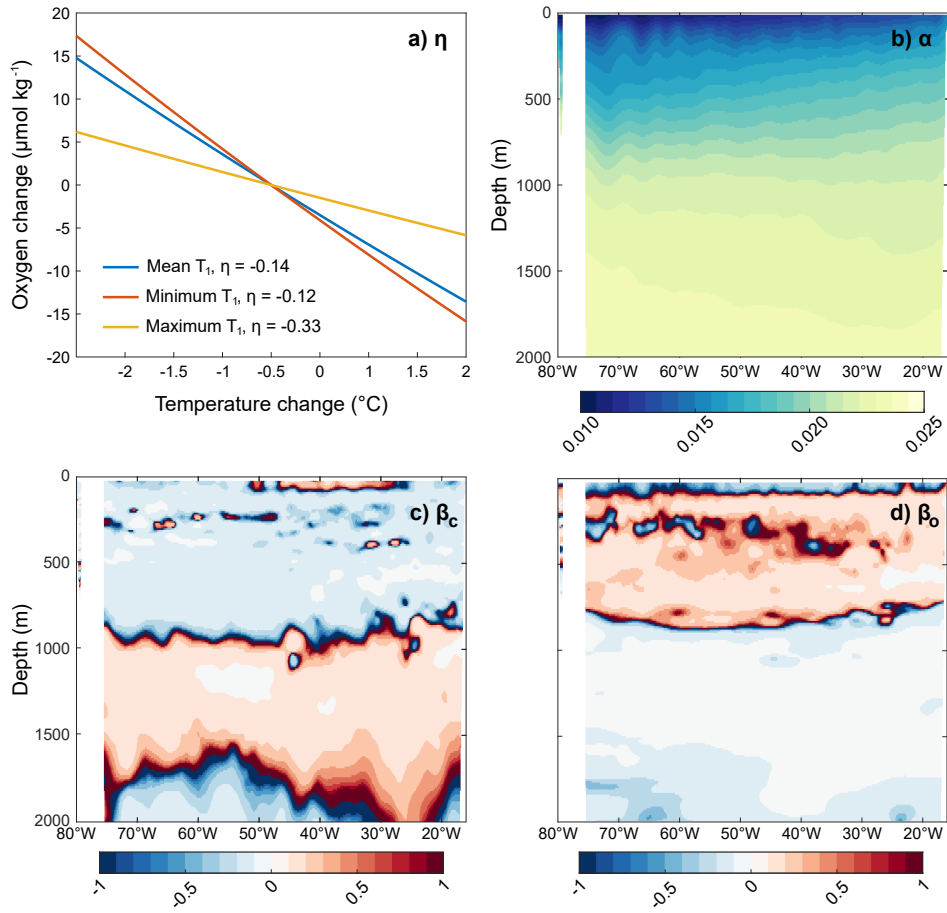 a) η
Oxygen change (μmol kg⁻¹)
20
15
10
5
0
-5
-10
-15
-20
Mean T₁, η = -0.14
Minimum T₁, η = -0.12
Maximum T₁, η = -0.33
-2
-1.5
-1
-0.5
0
0.5
1
1.5
2
Temperature change (°C)
b) α
Depth (m)
0
500
1000
1500
2000
80°W
70°W
60°W
50°W
40°W
30°W
20°W
0.010
0.015
0.020
0.025
c) βc
Depth (m)
0
500
1000
1500
2000
80°W
70°W
60°W
50°W
40°W
30°W
20°W
-1
-0.5
0
0.5
1
d) βo
80°W
70°W
60°W
50°W
40°W
30°W
20°W
-1
-0.5
0
0.5
1